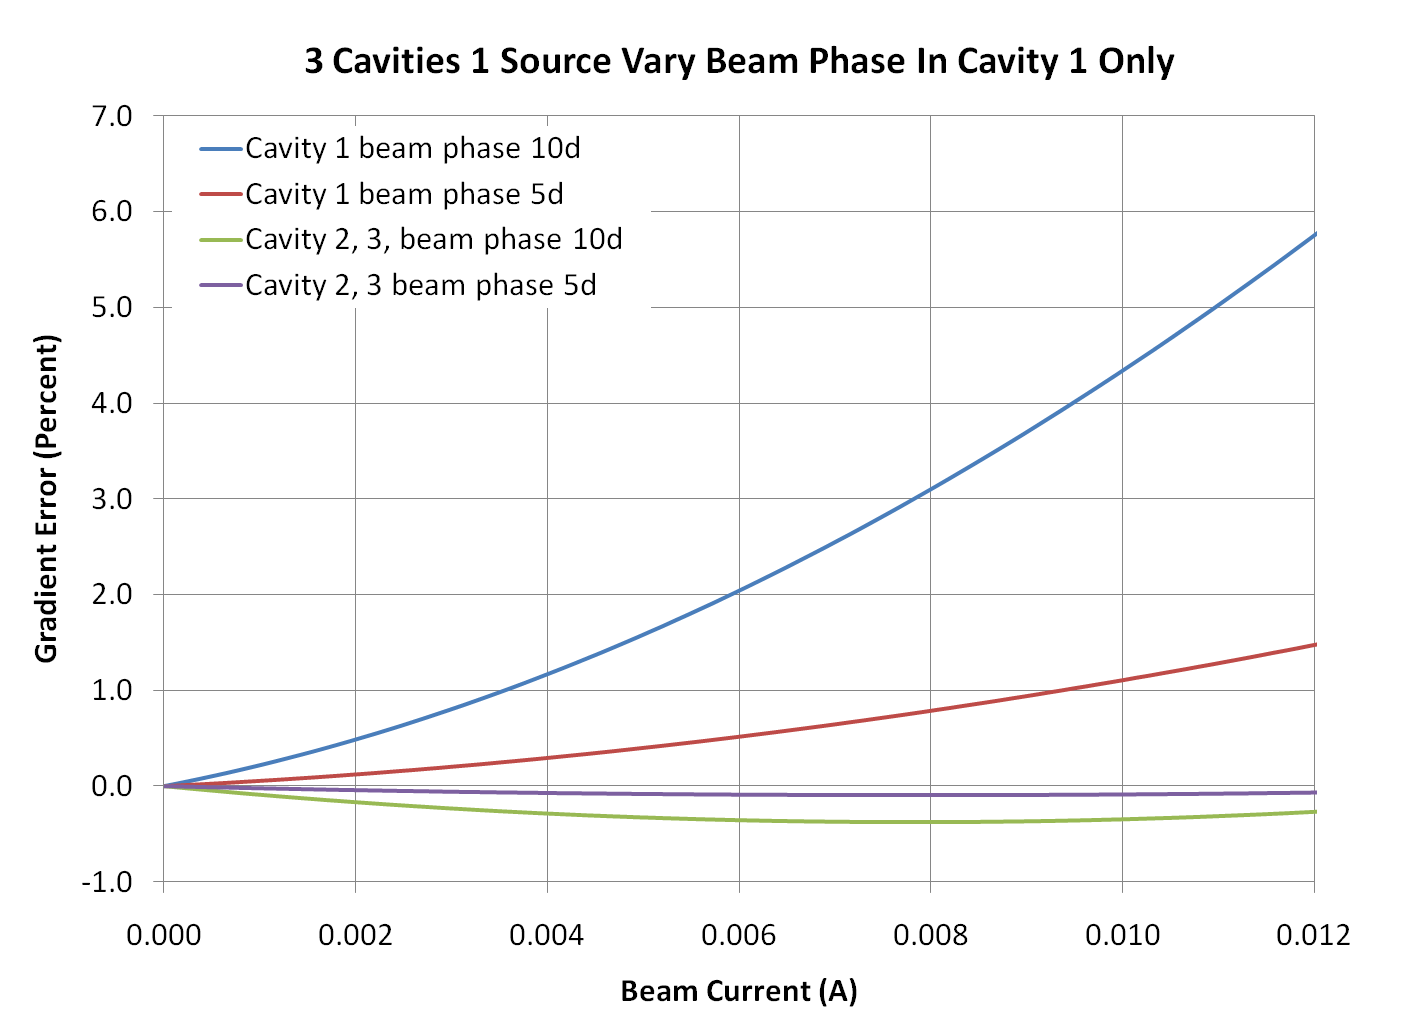 3 Cavities 1 Source Vary Beam Phase In Cavity 1 Only
7.0
6.0
5.0
4.0
3.0
2.0
1.0
0.0
-1.0
Gradient Error (Percent)
Cavity 1 beam phase 10d
Cavity 1 beam phase 5d
Cavity 2, 3, beam phase 10d
Cavity 2, 3 beam phase 5d
0.000 0.002 0.004 0.006 0.008 0.010 0.012
Beam Current (A)